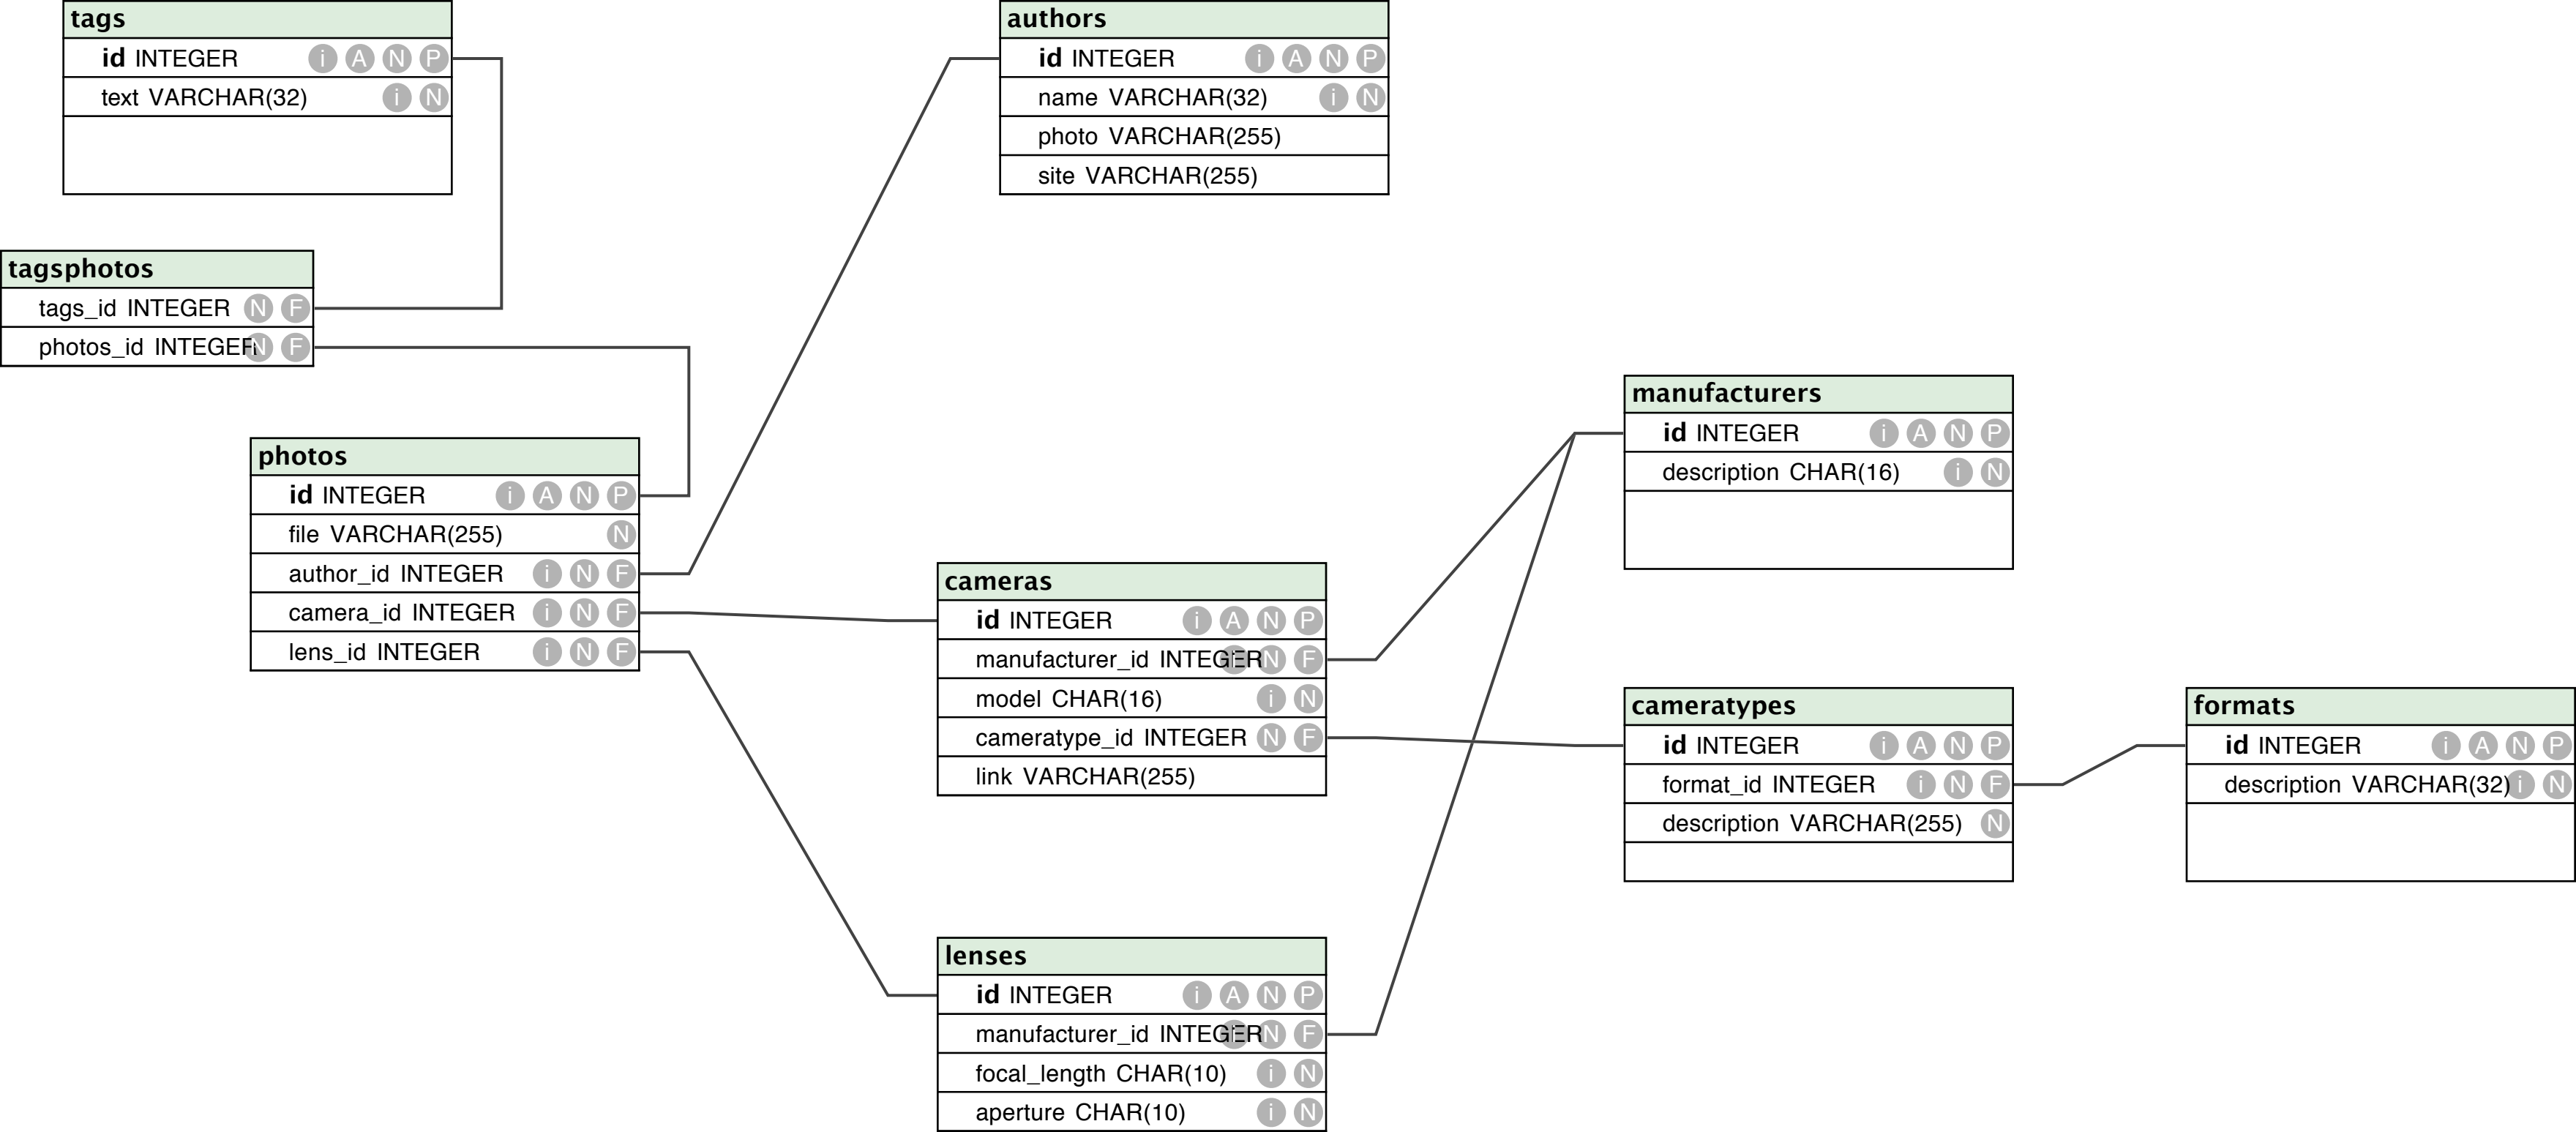 tags
id INTEGER i A N P
text VARCHAR(32) i N
authors
id INTEGER i A N P
name VARCHAR(32) i N
photo VARCHAR(255)
site VARCHAR(255)
tagsphotos
tags_id INTEGER N F
photos_id INTEGER N F
photos
id INTEGER i A N P
file VARCHAR(255) N
author_id INTEGER i N F
camera_id INTEGER i N F
lens_id INTEGER i N F
manufacturers
id INTEGER i A N P
description CHAR(16) i N
cameras
id INTEGER i A N P
manufacturer_id INTEGER i N F
model CHAR(16) i N
cameratype_id INTEGER N F
link VARCHAR(255)
cameratypes
id INTEGER i A N P
format_id INTEGER i N F
description VARCHAR(255) N
formats
id INTEGER i A N P
description VARCHAR(32) i N
lenses
id INTEGER i A N P
manufacturer_id INTEGER i N F
focal_length CHAR(10) i N
aperture CHAR(10) i N